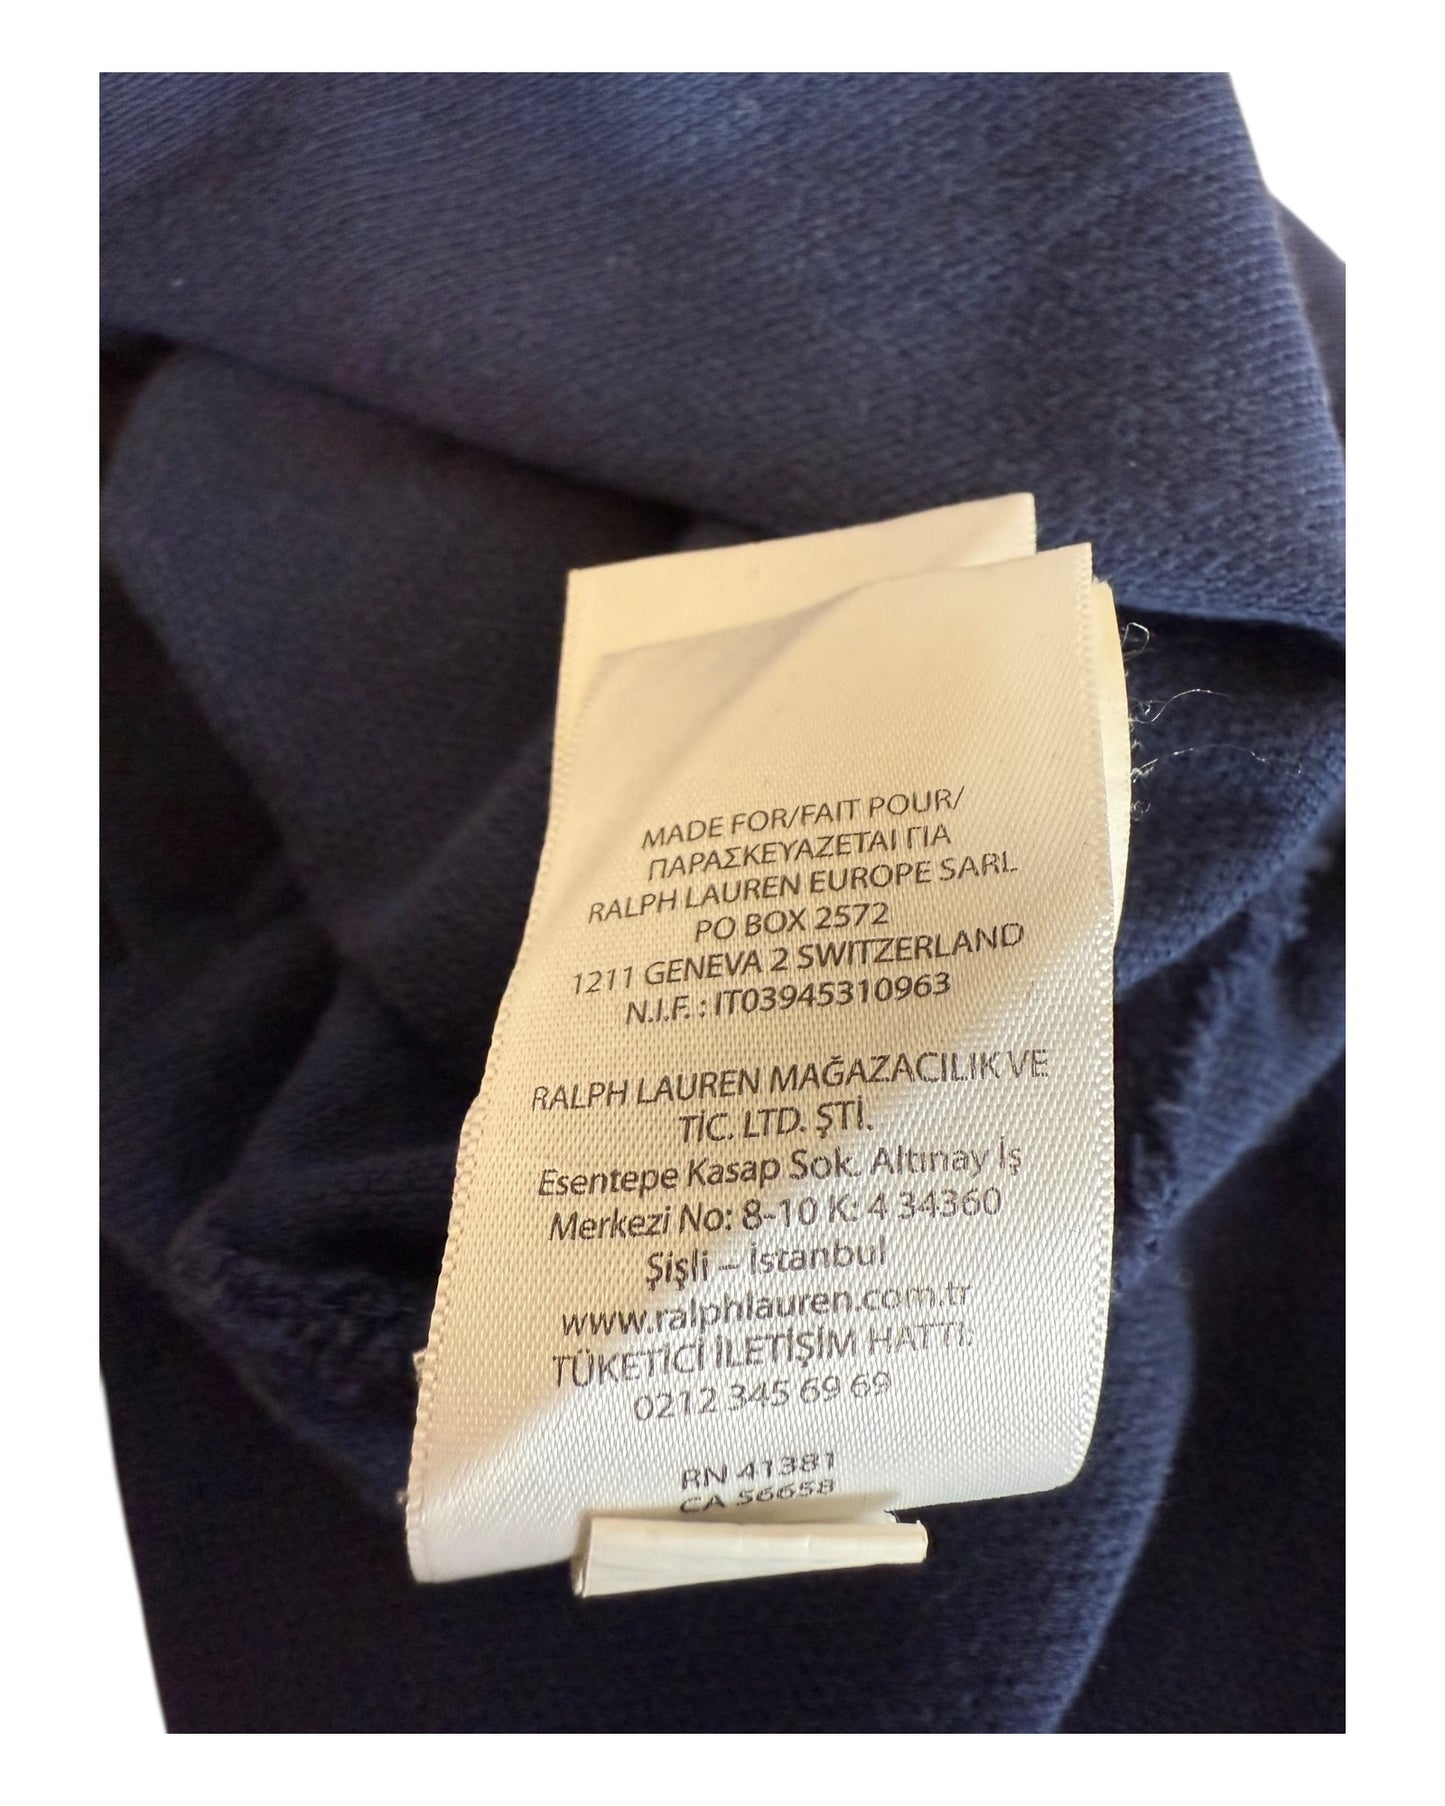 MADE FOR/FAIT POUR/
ΠΑΡΑΣΚΕΥΑΖΕΤΑΙ ΓΙΑ
RALPH LAUREN EUROPE SARL
PO BOX 2572
1211 GENEVA 2 SWITZERLAND
N.I.F. : IT03945310963
RALPH LAUREN MAĞAZACILIK VE
TİC. LTD. ŞTİ.
Esentepe Kasap Sok. Altınay İş
Merkezi No: 8-10 K: 4 34360
Şişli – İstanbul
www.ralphlauren.com.tr
TÜKETİCİ İLETİŞİM HATTI:
0212 345 69 69
RN 41381
CA 56658